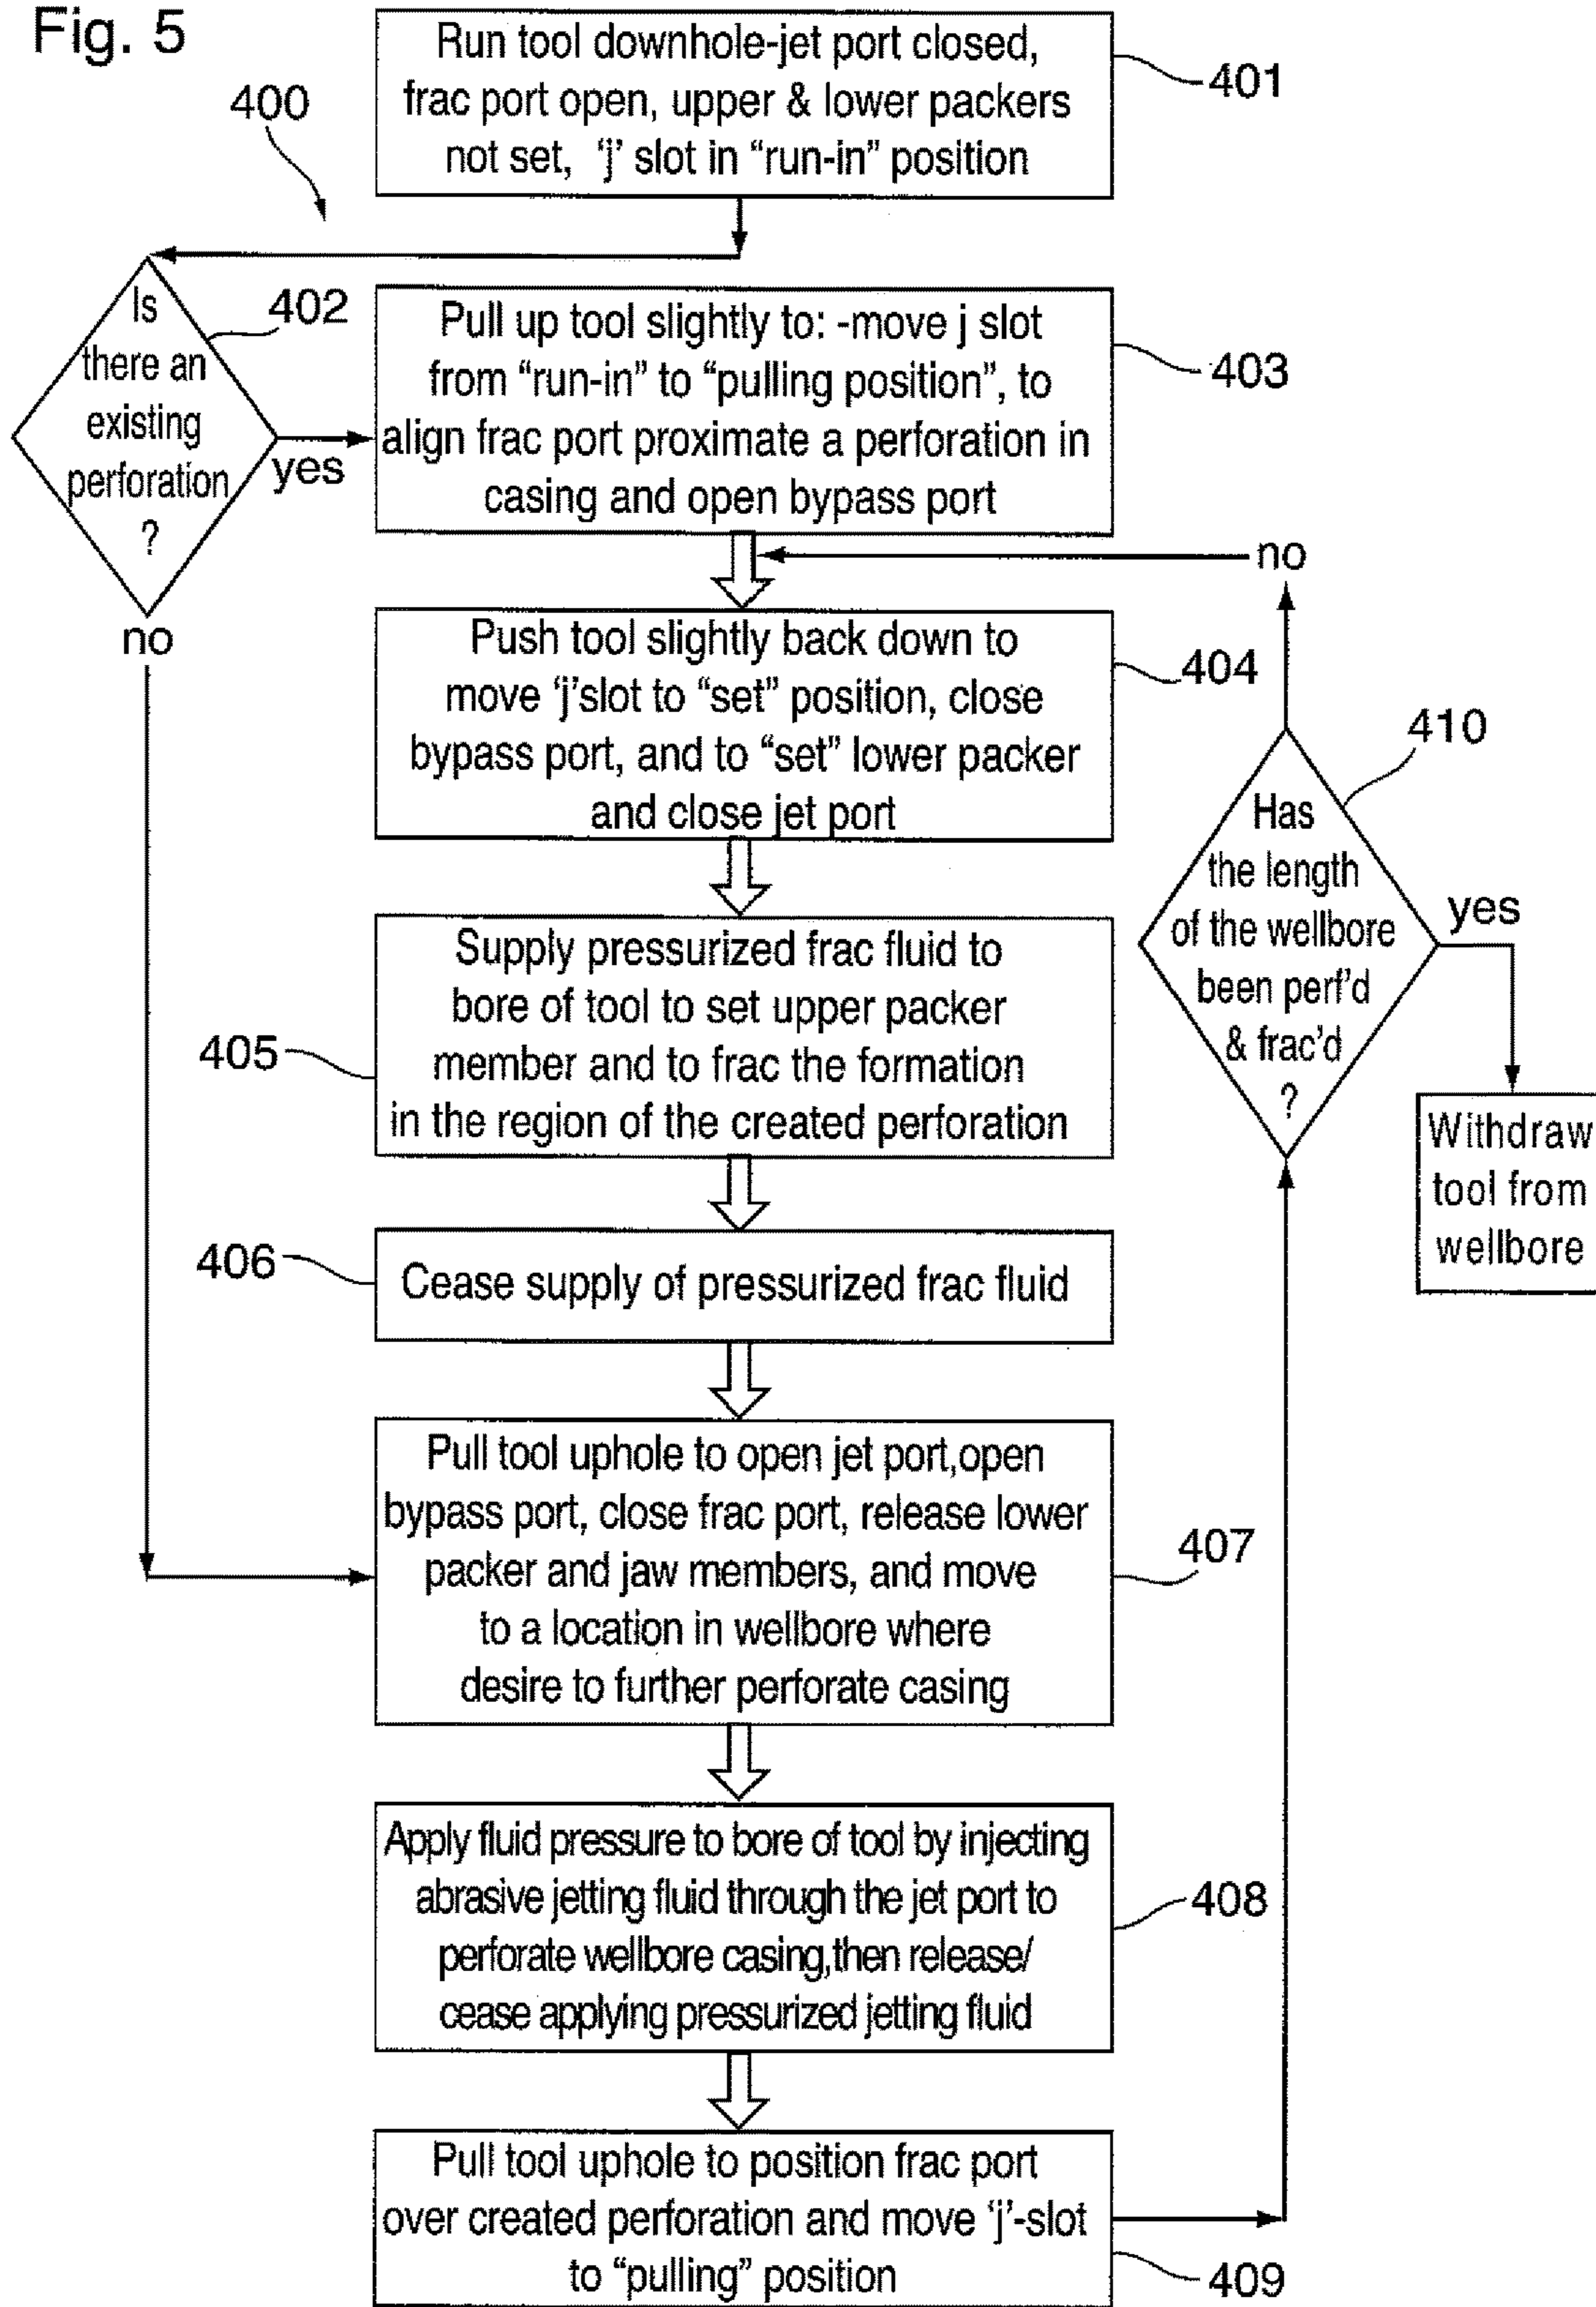 Fig. 5
400
Run tool downhole-jet port closed,
frac port open, upper & lower packers
not set, ‘j’ slot in “run-in” position
401
Is
there an
existing
perforation
?
402
yes
no
Pull up tool slightly to: -move j slot
from “run-in” to “pulling position”, to
align frac port proximate a perforation in
casing and open bypass port
403
no
Push tool slightly back down to
move ‘j’slot to “set” position, close
bypass port, and to “set” lower packer
and close jet port
404
410
Has
the length
of the wellbore
been perf’d
& frac’d
?
yes
Withdraw
tool from
wellbore
Supply pressurized frac fluid to
bore of tool to set upper packer
member and to frac the formation
in the region of the created perforation
405
406
Cease supply of pressurized frac fluid
Pull tool uphole to open jet port,open
bypass port, close frac port, release lower
packer and jaw members, and move
to a location in wellbore where
desire to further perforate casing
407
Apply fluid pressure to bore of tool by injecting
abrasive jetting fluid through the jet port to
perforate wellbore casing,then release/
cease applying pressurized jetting fluid
408
Pull tool uphole to position frac port
over created perforation and move ‘j’-slot
to “pulling” position
409